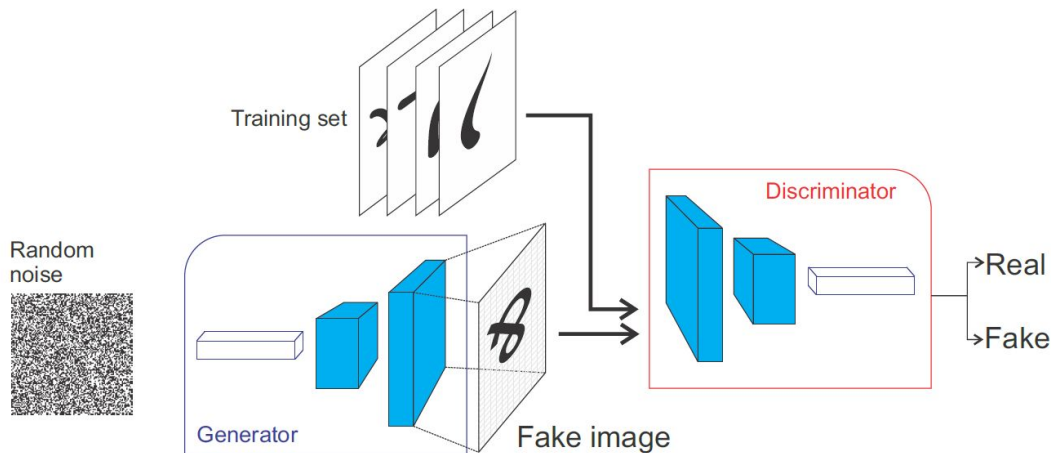 Training set
Discriminator
Random
noise
Real
Fake
Generator
Fake image